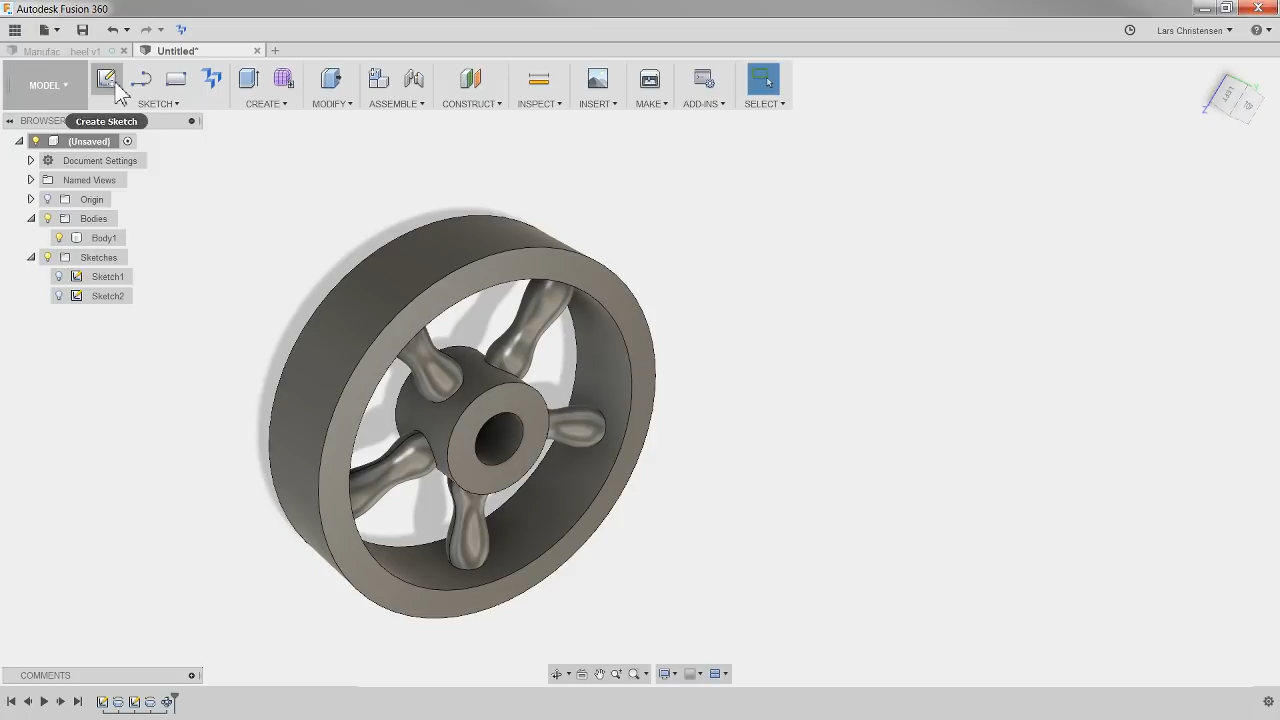 Autodesk Fusion 360
Lars Christensen
Manufac...heel v1
Untitled*
MODEL
SKETCH
CREATE
MODIFY
ASSEMBLE
CONSTRUCT
INSPECT
INSERT
MAKE
ADD-INS
SELECT
BROWSER
Create Sketch
(Unsaved)
Document Settings
Named Views
Origin
Bodies
Body1
Sketches
Sketch1
Sketch2
LEFT
COMMENTS